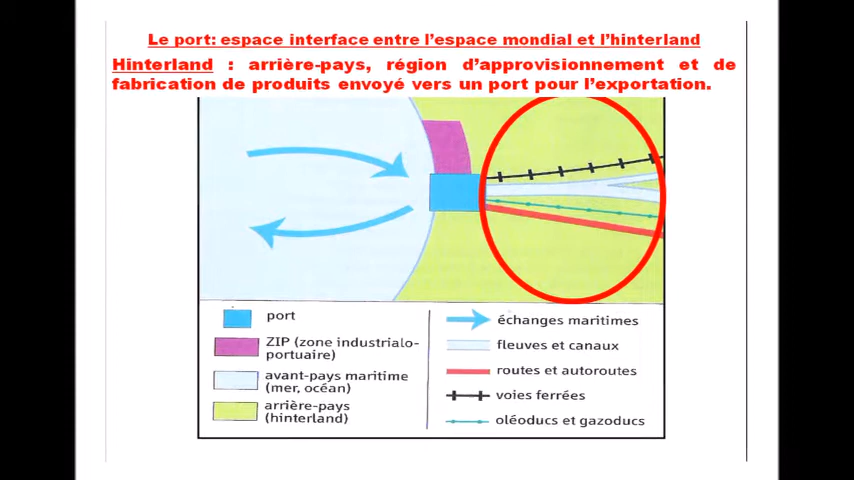 Le port: espace interface entre l'espace mondial et l'hinterland
Hinterland : arrière-pays, région d'approvisionnement et de
fabrication de produits envoyé vers un port pour l'exportation.
port
ZIP (zone industrialo-
portuaire)
avant-pays maritime
(mer, océan)
arrière-pays
(hinterland)
échanges maritimes
fleuves et canaux
routes et autoroutes
voies ferrées
oléoducs et gazoducs